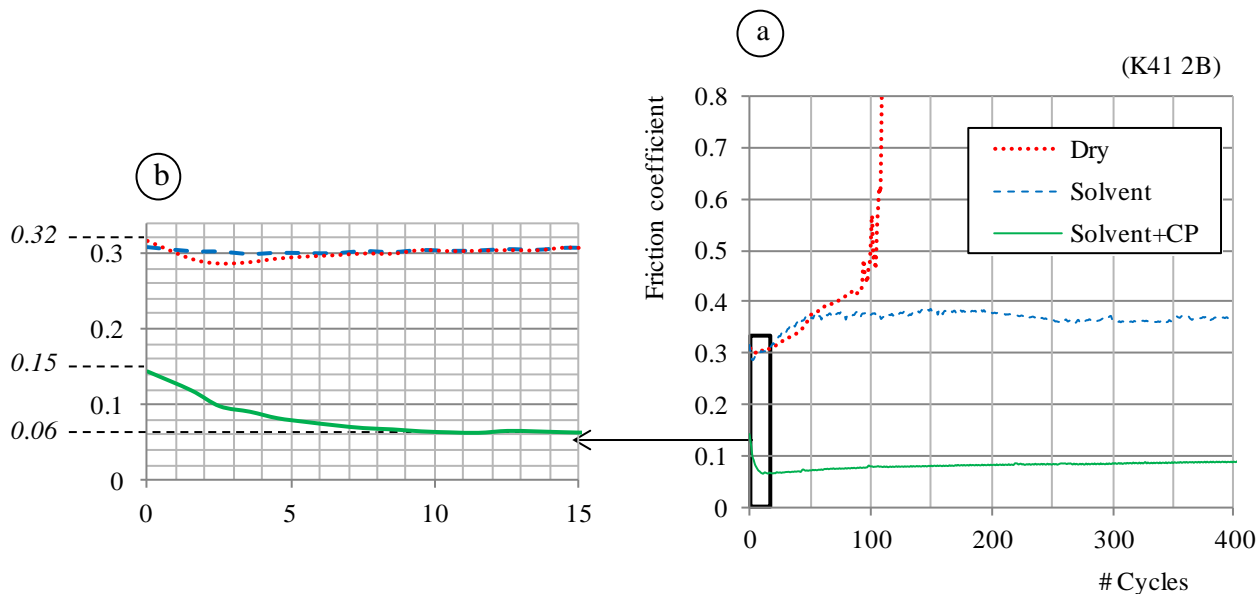 a
(K41 2B)
b
0.32
0.3
0.2
0.15
0.1
0.06
0
0 5 10 15
Friction coefficient
0.8
0.7
0.6
0.5
0.4
0.3
0.2
0.1
0
Dry
Solvent
Solvent+CP
0 100 200 300 400
# Cycles